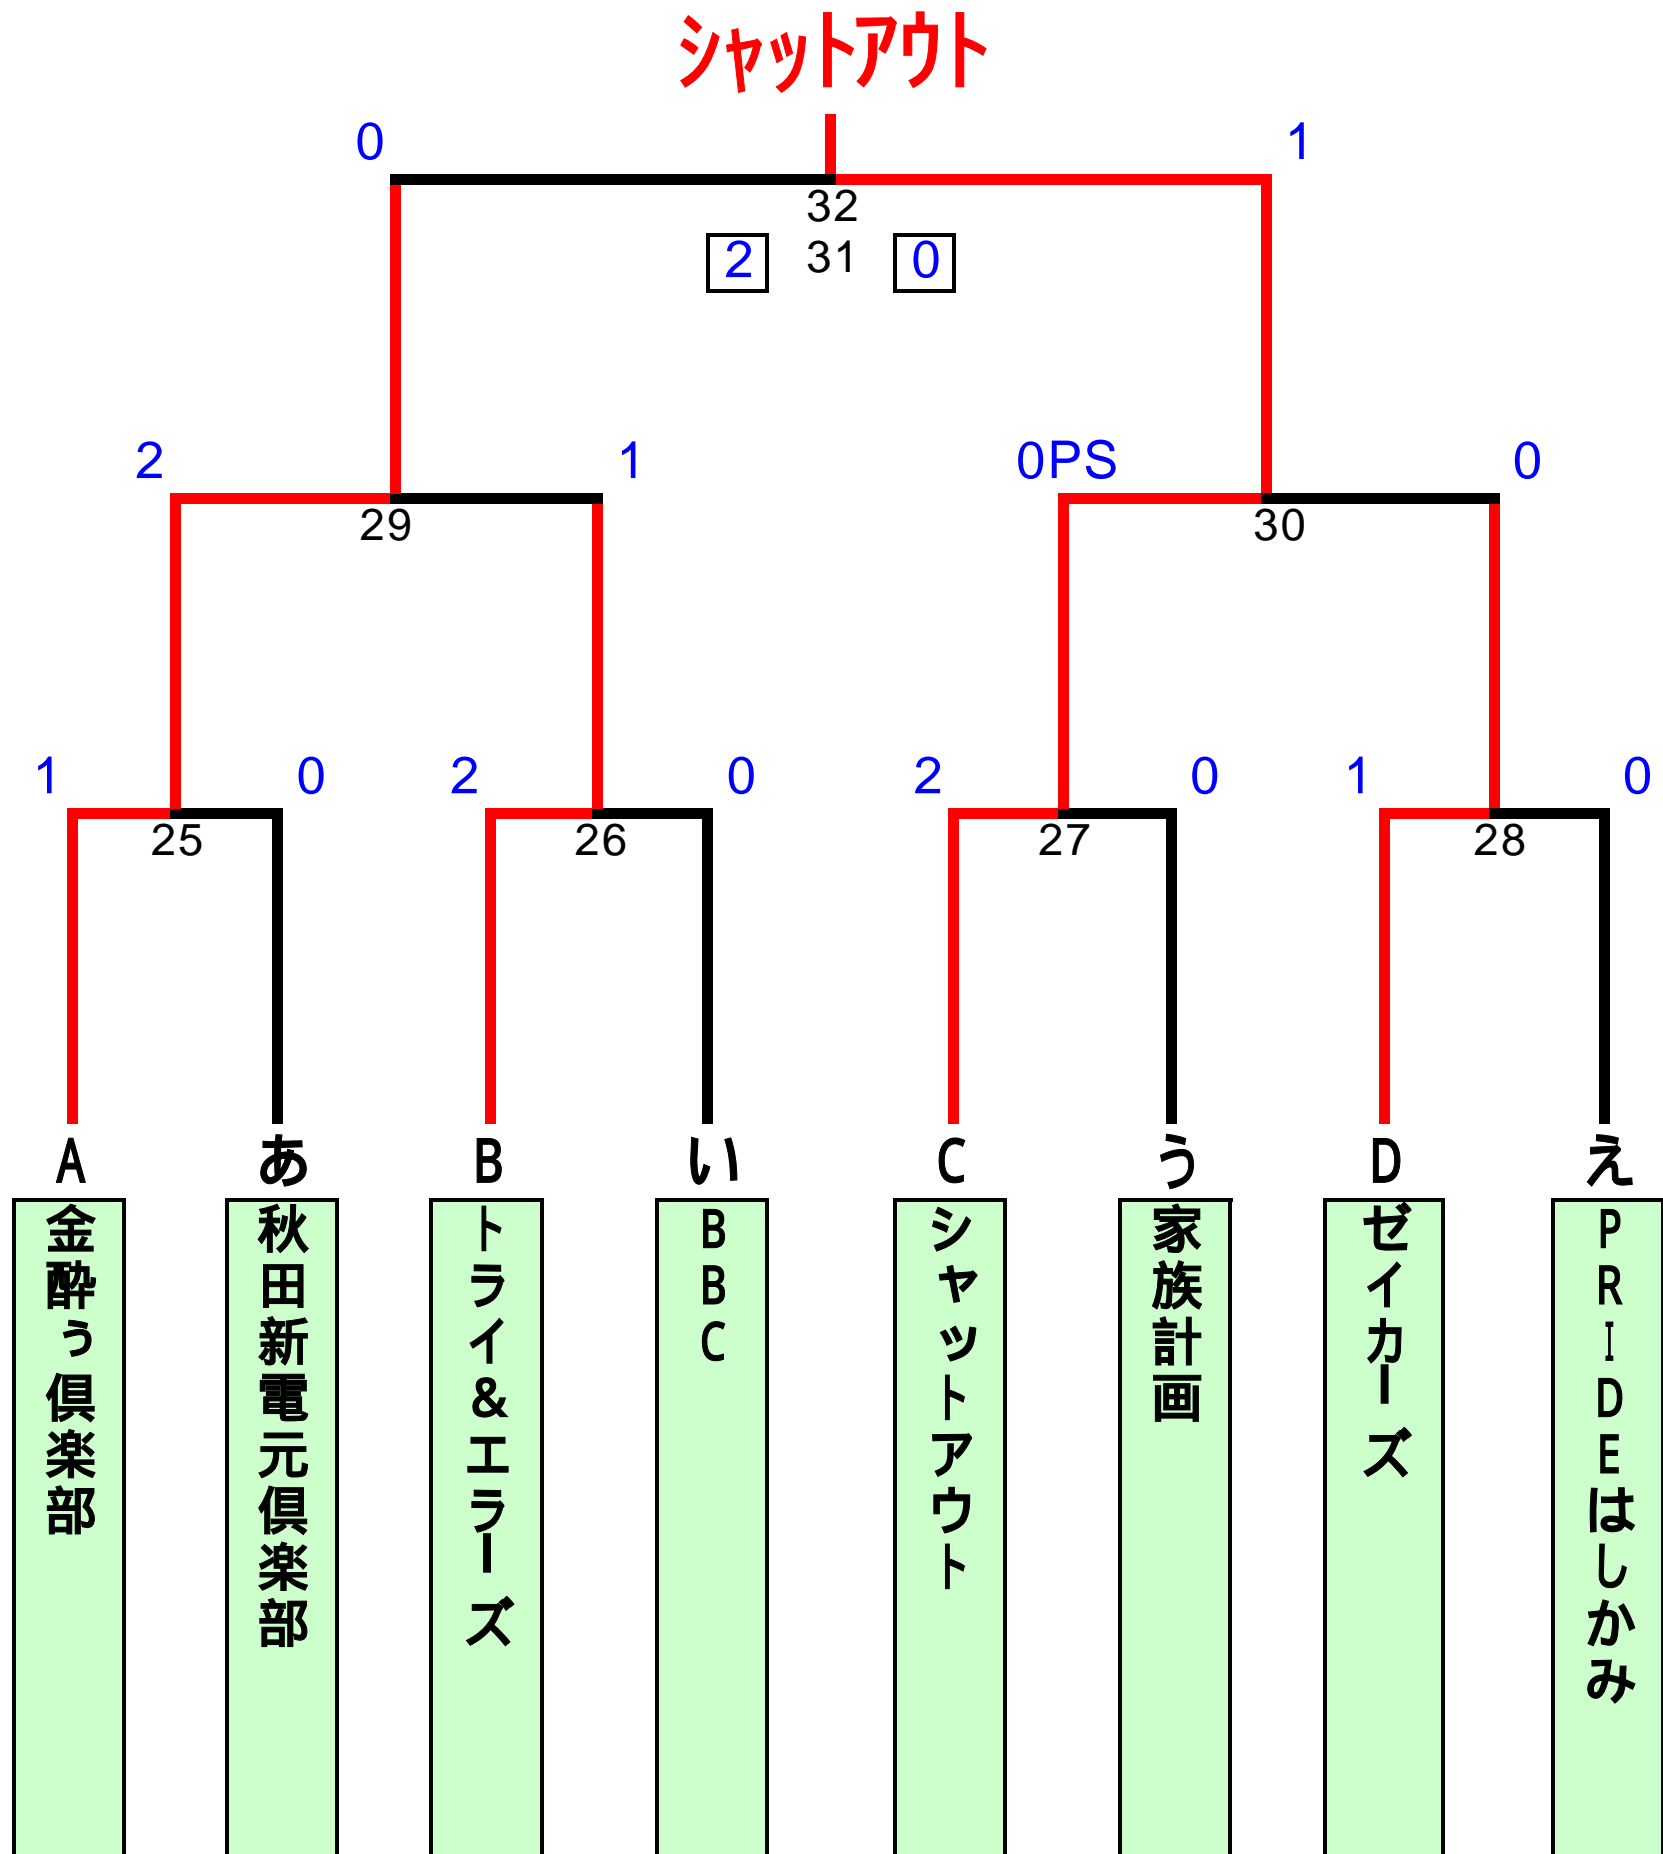 シャットアウト
0 1
32
2 31 0
2 1 0PS 0
29 30
1 0 2 0 2 0 1 0
25 26 27 28
A あ B い C う D え
金酔ぅ倶楽部
秋田新電元倶楽部
トライ&エラーズ
BBC
シャットアウト
家族計画
ゼイカーズ
PRIDEはしかみ